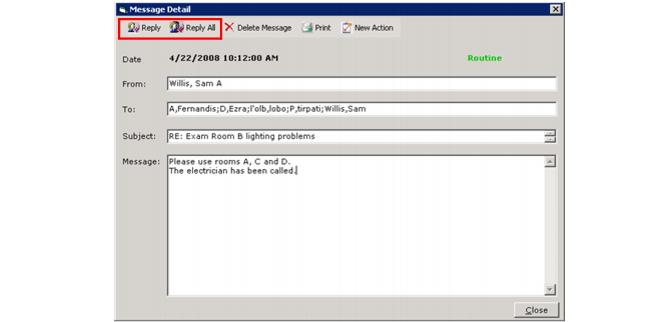 Message Detail
Reply Reply All Delete Message Print New Action
Date 4/22/2008 10:12:00 AM Routine
From: Willis, Sam A
To: A,Fernandis;D,Ezra;l'olb,lobo;P,tirpati;Willis,Sam
Subject: RE: Exam Room B lighting problems
Message: Please use rooms A, C and D.
The electrician has been called.
Close